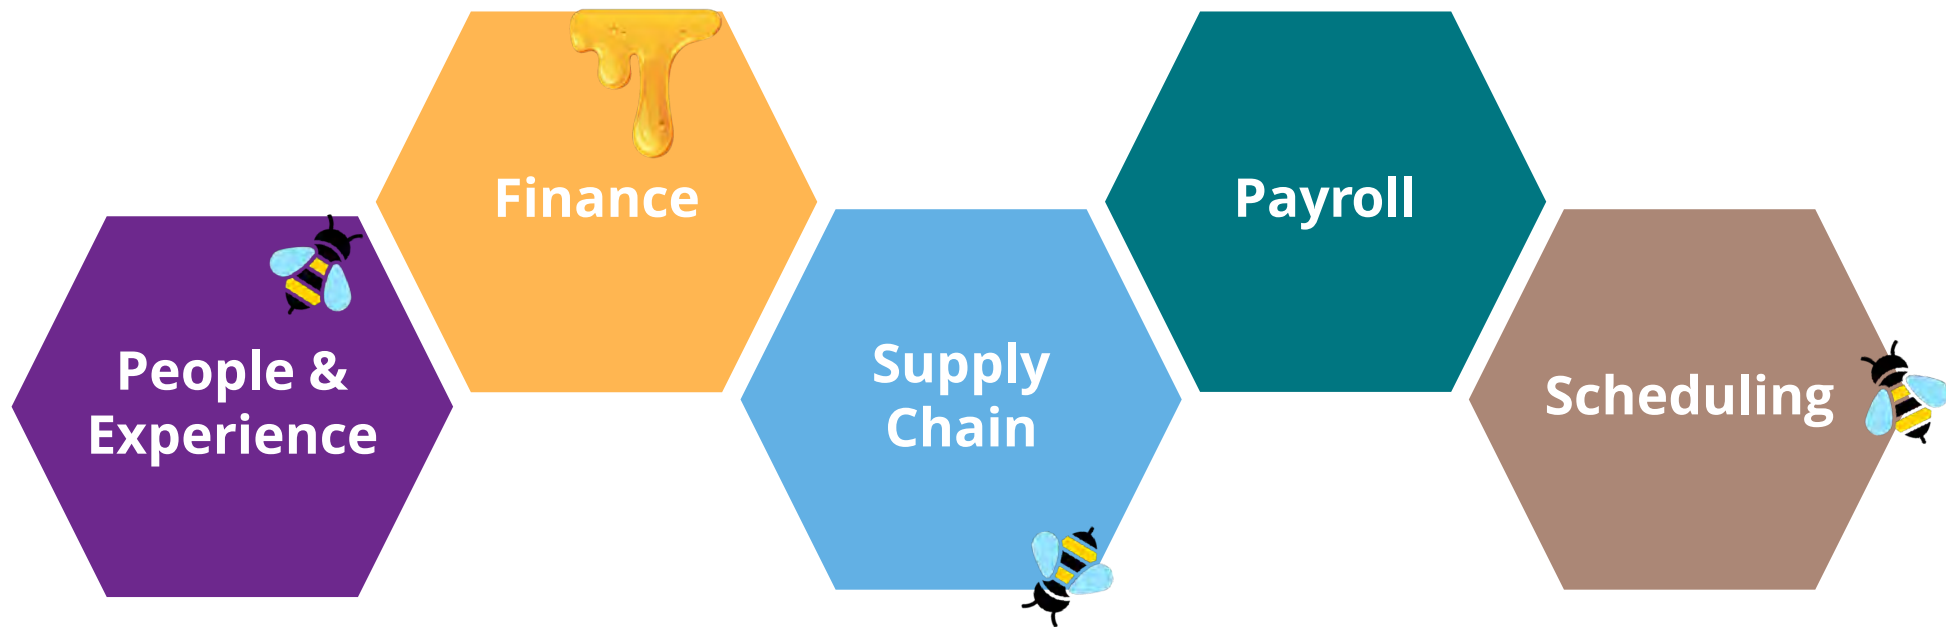 People &
Experience
Finance
Supply
Chain
Payroll
Scheduling